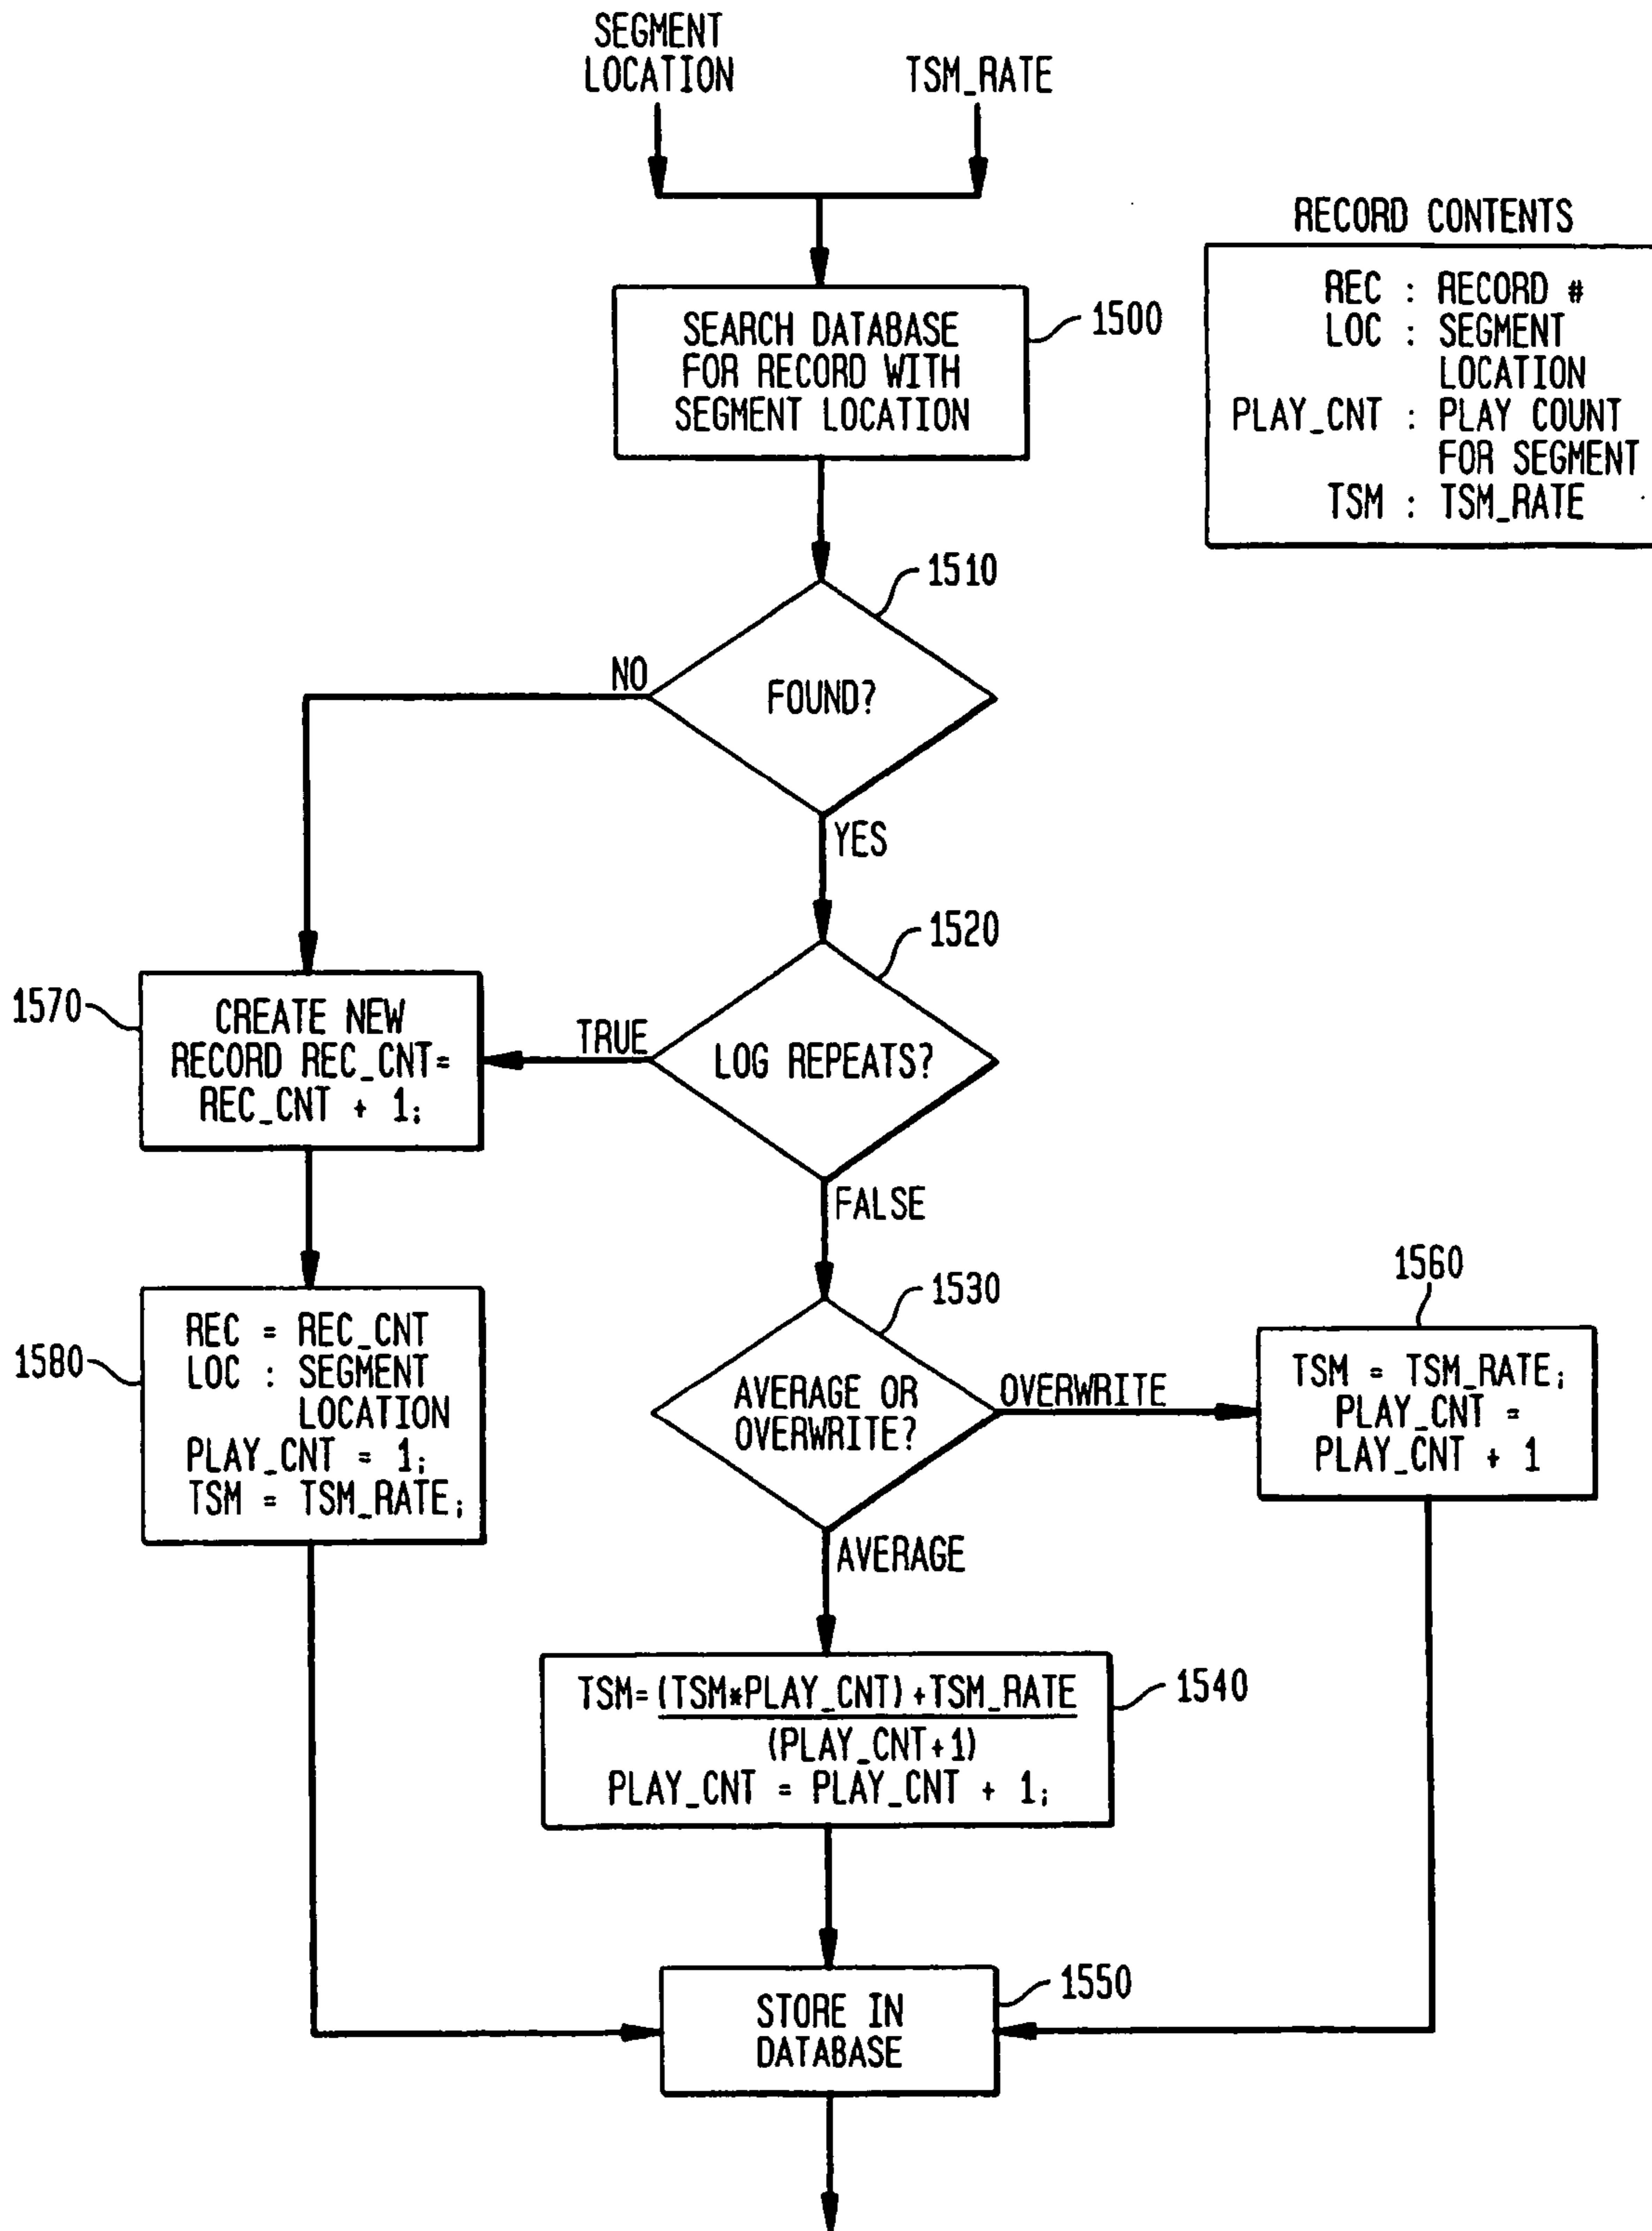 SEGMENT
LOCATION
TSM_RATE
RECORD CONTENTS
REC : RECORD #
LOC : SEGMENT
LOCATION
PLAY_CNT : PLAY COUNT
FOR SEGMENT
TSM : TSM_RATE
SEARCH DATABASE
FOR RECORD WITH
SEGMENT LOCATION
1500
1510
FOUND?
NO
YES
1520
LOG REPEATS?
TRUE
FALSE
1570
CREATE NEW
RECORD REC_CNT=
REC_CNT + 1;
1580
REC = REC_CNT
LOC : SEGMENT
LOCATION
PLAY_CNT = 1;
TSM = TSM_RATE;
1530
AVERAGE OR
OVERWRITE?
OVERWRITE
AVERAGE
1560
TSM = TSM_RATE;
PLAY_CNT =
PLAY_CNT + 1
TSM=(TSM*PLAY_CNT)+TSM_RATE
(PLAY_CNT+1)
PLAY_CNT = PLAY_CNT + 1;
1540
STORE IN
DATABASE
1550